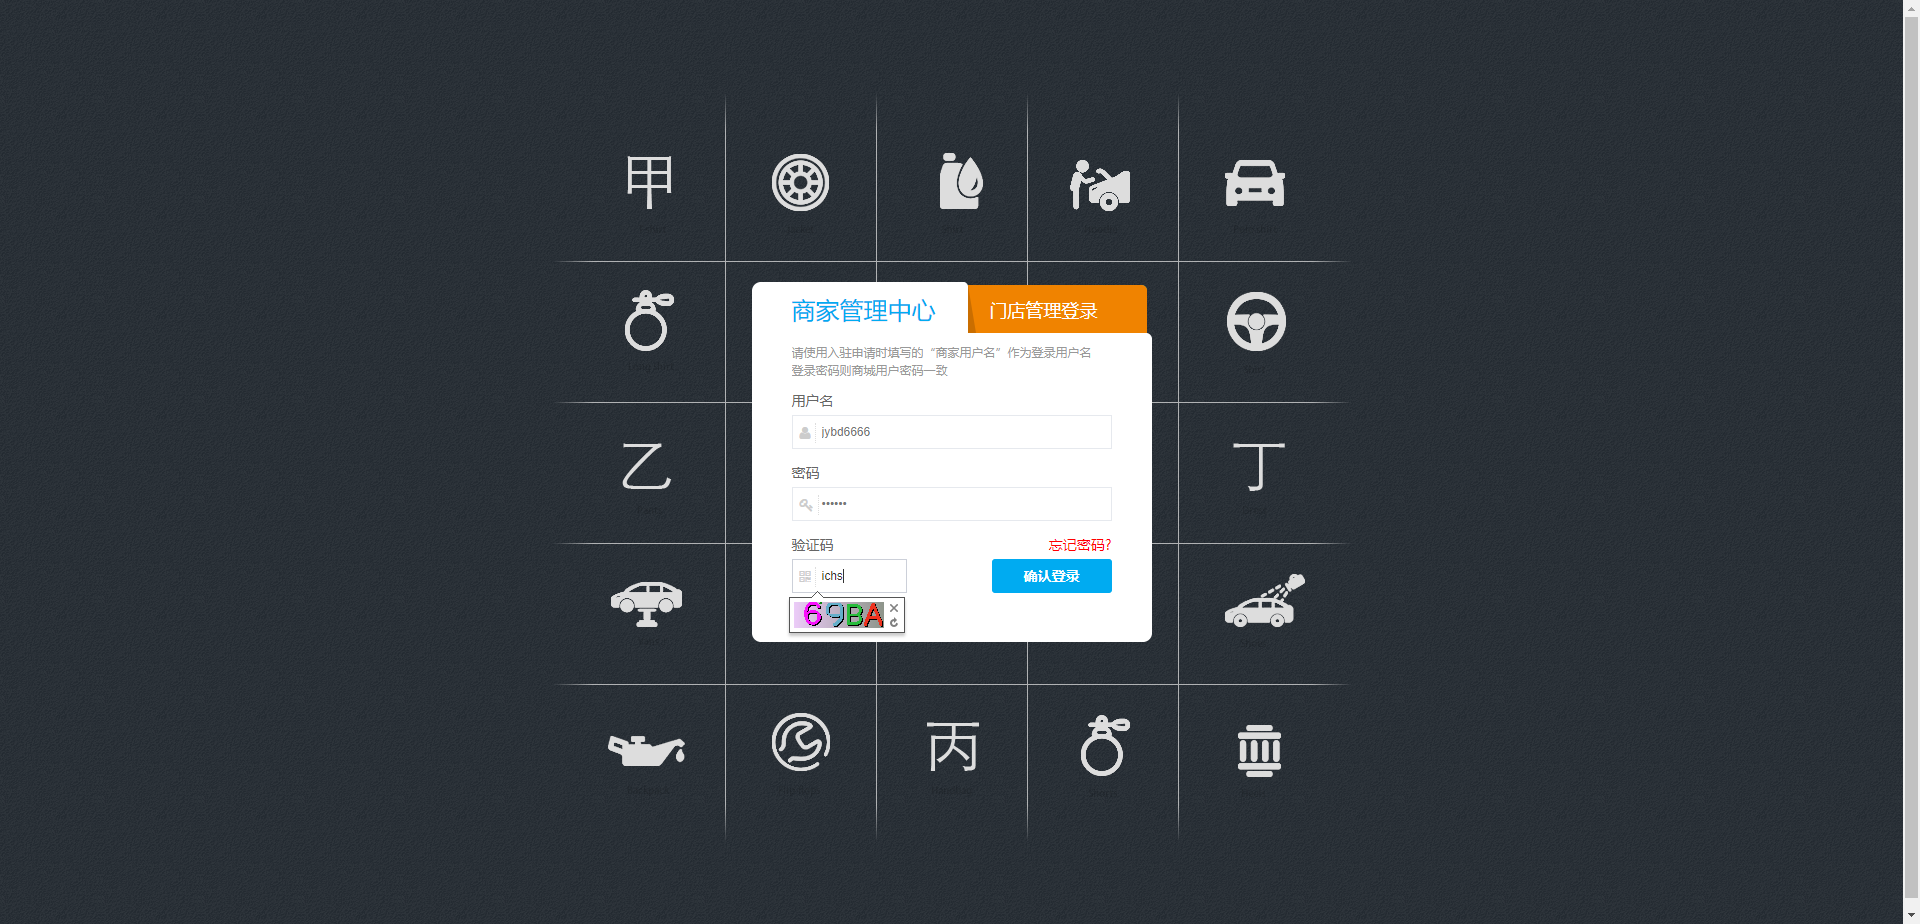 甲
商家管理中心
门店管理登录
请使用入驻申请时填写的“商家用户名”作为登录用户名
登录密码则商城用户密码一致
用户名
jybd6666
密码
••••••
乙
丁
验证码
忘记密码?
ichs
确认登录
69BA
丙